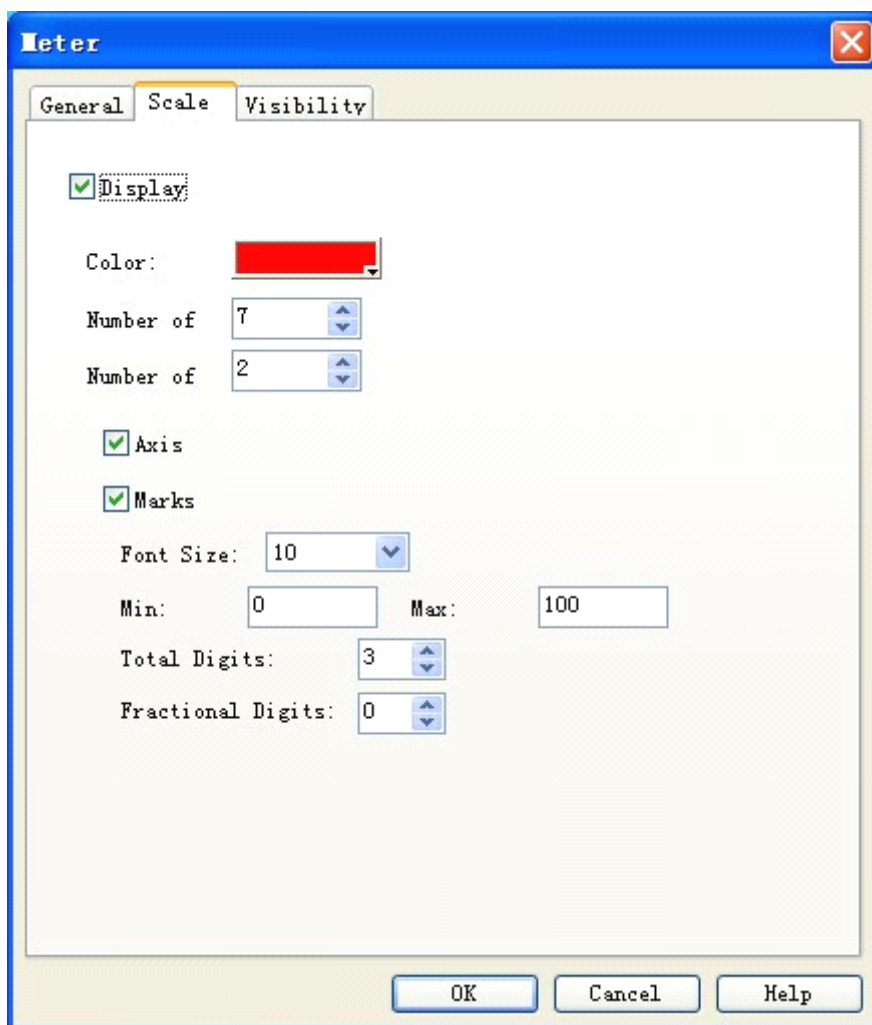 Meter
General Scale Visibility
Display
Color:
Number of 7
Number of 2
Axis
Marks
Font Size: 10
Min: 0 Max: 100
Total Digits: 3
Fractional Digits: 0
OK Cancel Help